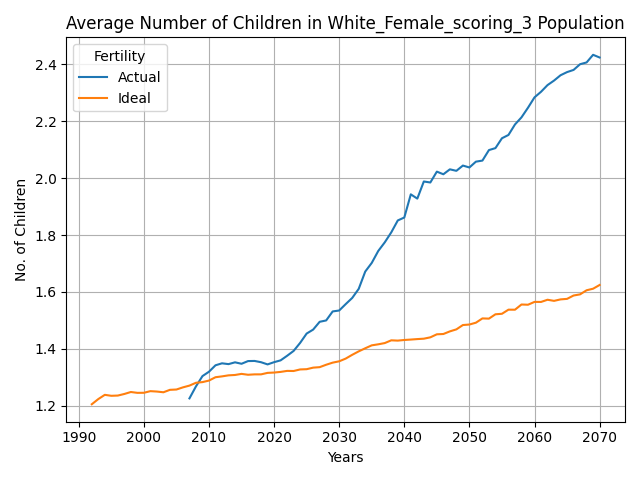 Average Number of Children in White_Female_scoring_3 Population
Fertility
Actual
Ideal
No. of Children
2.4
2.2
2.0
1.8
1.6
1.4
1.2
1990 2000 2010 2020 2030 2040 2050 2060 2070
Years